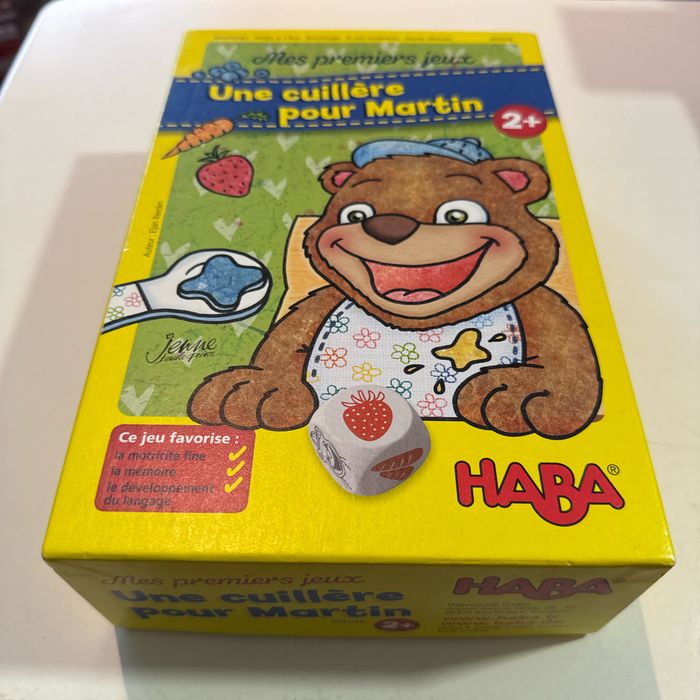 Mes premiers jeux
Une cuillère
pour Martin
2+
Ce jeu favorise :
la motricité fine
la mémoire
le développement
du langage
HABA®
Mes premiers jeux
Une cuillère
pour Martin
2+
HABA®